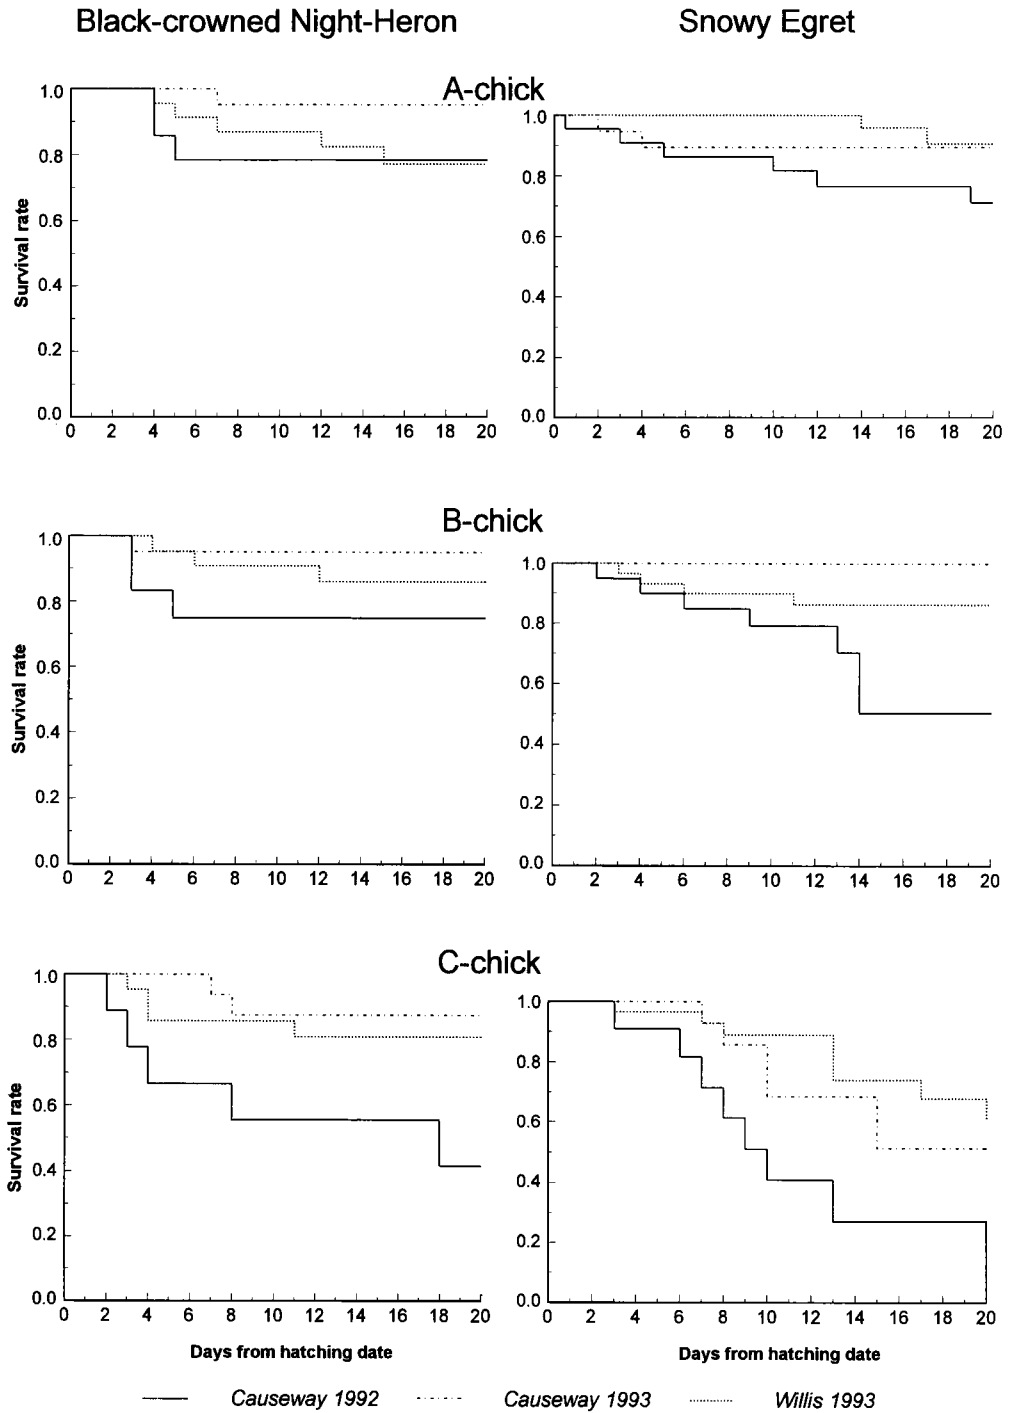 Black-crowned Night-Heron Snowy Egret
A-chick
1.0
0.8
0.6
0.4
0.2
0.0
Survival rate
0 2 4 6 8 10 12 14 16 18 20
1.0
0.8
0.6
0.4
0.2
0.0
0 2 4 6 8 10 12 14 16 18 20
B-chick
1.0
0.8
0.6
0.4
0.2
0.0
Survival rate
0 2 4 6 8 10 12 14 16 18 20
1.0
0.8
0.6
0.4
0.2
0.0
0 2 4 6 8 10 12 14 16 18 20
C-chick
1.0
0.8
0.6
0.4
0.2
0.0
Survival rate
0 2 4 6 8 10 12 14 16 18 20
Days from hatching date
1.0
0.8
0.6
0.4
0.2
0.0
0 2 4 6 8 10 12 14 16 18 20
Days from hatching date
Causeway 1992 Causeway 1993 Willis 1993